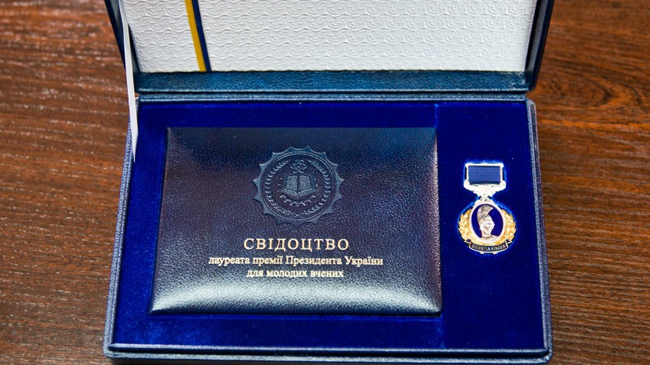 СВІДОЦТВО
лауреата премії Президента України
для молодих вчених